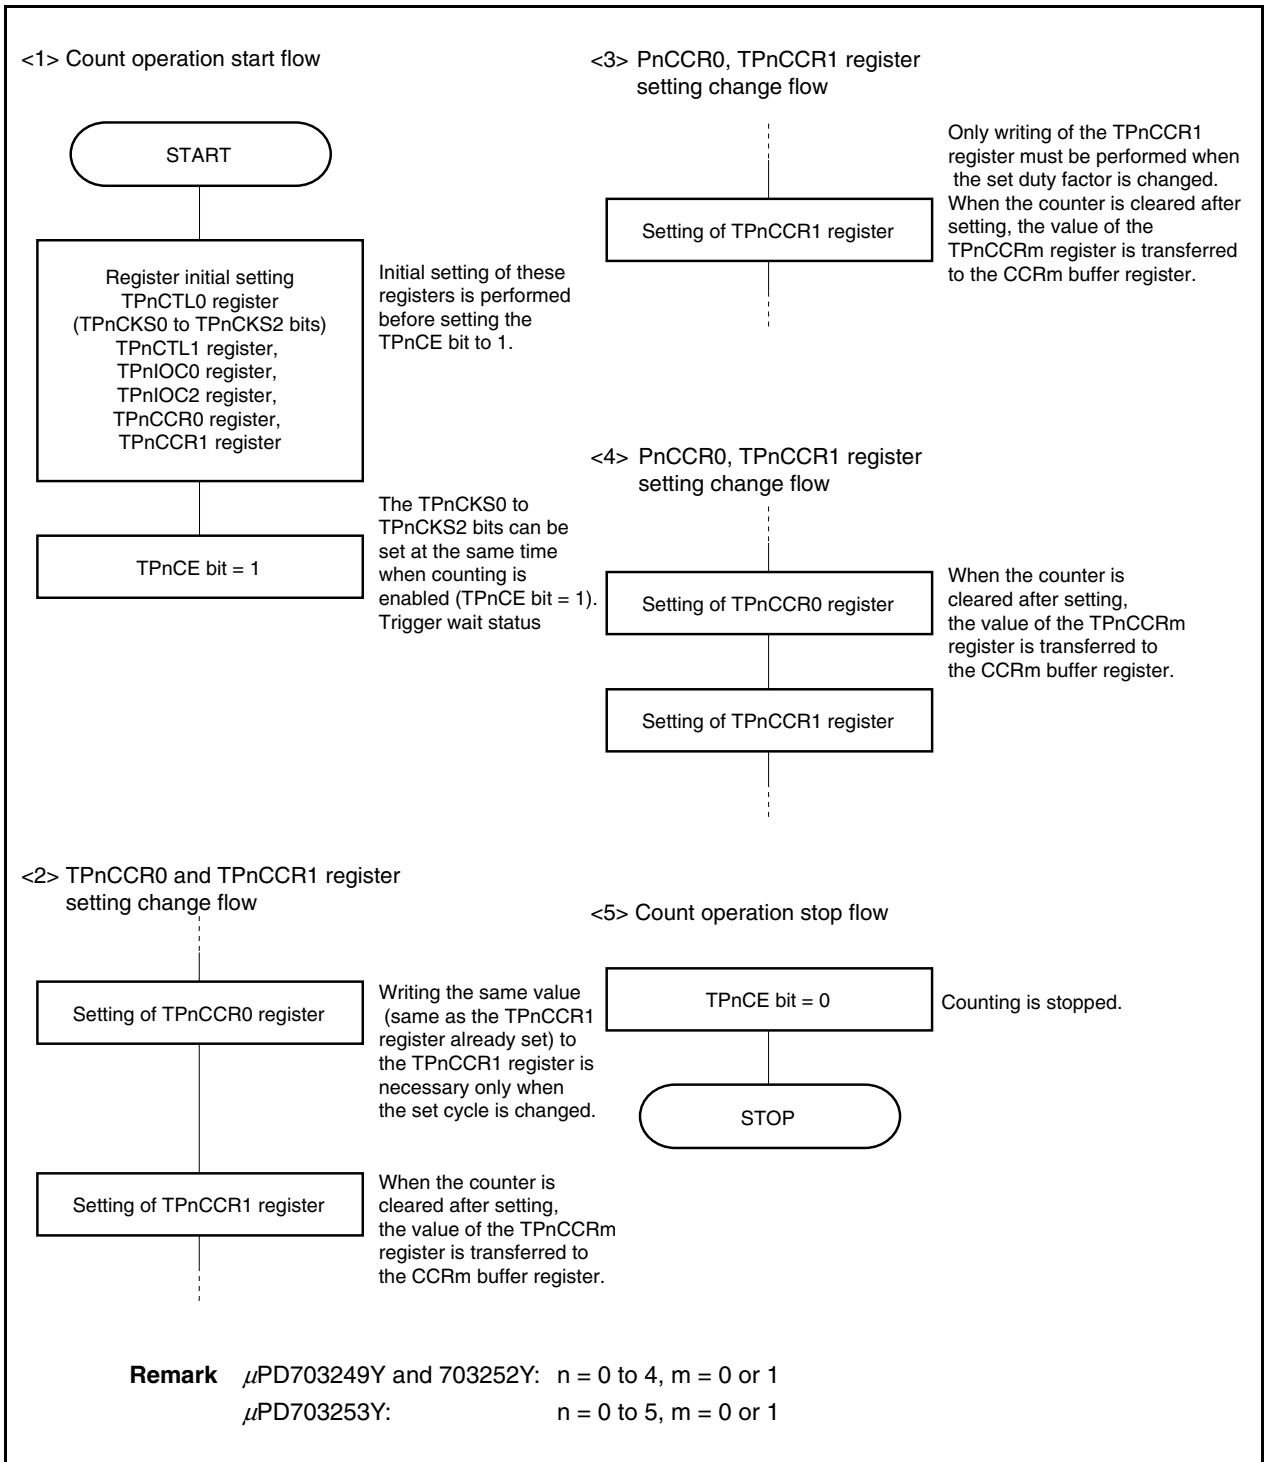 <1> Count operation start flow
START
Register initial setting
TPnCTL0 register
(TPnCKS0 to TPnCKS2 bits)
TPnCTL1 register,
TPnIOC0 register,
TPnIOC2 register,
TPnCCR0 register,
TPnCCR1 register
Initial setting of these
registers is performed
before setting the
TPnCE bit to 1.
TPnCE bit = 1
The TPnCKS0 to
TPnCKS2 bits can be
set at the same time
when counting is
enabled (TPnCE bit = 1).
Trigger wait status
<2> TPnCCR0 and TPnCCR1 register
setting change flow
Setting of TPnCCR0 register
Writing the same value
(same as the TPnCCR1
register already set) to
the TPnCCR1 register is
necessary only when
the set cycle is changed.
Setting of TPnCCR1 register
When the counter is
cleared after setting,
the value of the TPnCCRm
register is transferred to
the CCRm buffer register.
<3> PnCCR0, TPnCCR1 register
setting change flow
Setting of TPnCCR1 register
Only writing of the TPnCCR1
register must be performed when
the set duty factor is changed.
When the counter is cleared after
setting, the value of the
TPnCCRm register is transferred
to the CCRm buffer register.
<4> PnCCR0, TPnCCR1 register
setting change flow
Setting of TPnCCR0 register
When the counter is
cleared after setting,
the value of the TPnCCRm
register is transferred to
the CCRm buffer register.
Setting of TPnCCR1 register
<5> Count operation stop flow
TPnCE bit = 0
Counting is stopped.
STOP
Remark μPD703249Y and 703252Y: n = 0 to 4, m = 0 or 1
μPD703253Y: n = 0 to 5, m = 0 or 1